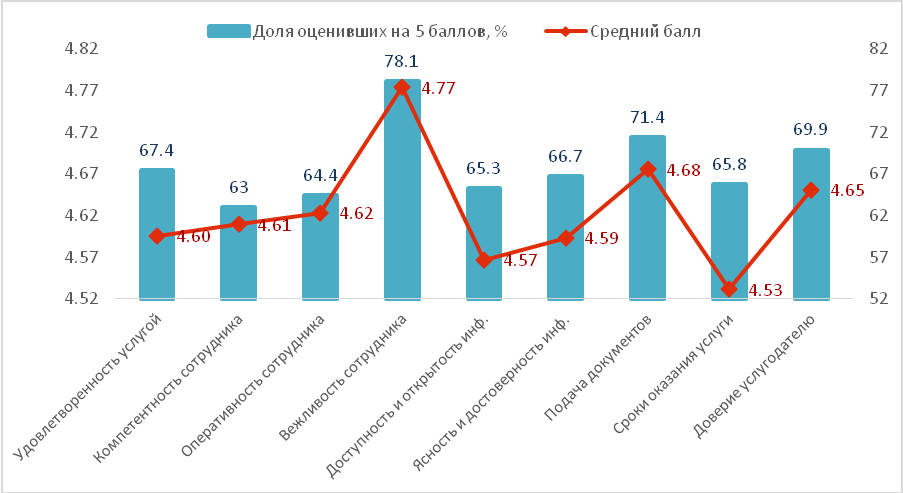 Доля оценивших на 5 баллов, % Средний балл
4.82 82
4.77 77
4.72 72
4.67 67
4.62 62
4.57 57
4.52 52
67.4 63 64.4 78.1 65.3 66.7 71.4 65.8 69.9
4.60 4.61 4.62 4.77 4.57 4.59 4.68 4.53 4.65
Удовлетворенность услугой
Компетентность сотрудника
Оперативность сотрудника
Вежливость сотрудника
Доступность и открытость инф.
Ясность и достоверность инф.
Подача документов
Сроки оказания услуги
Доверие услугодателю